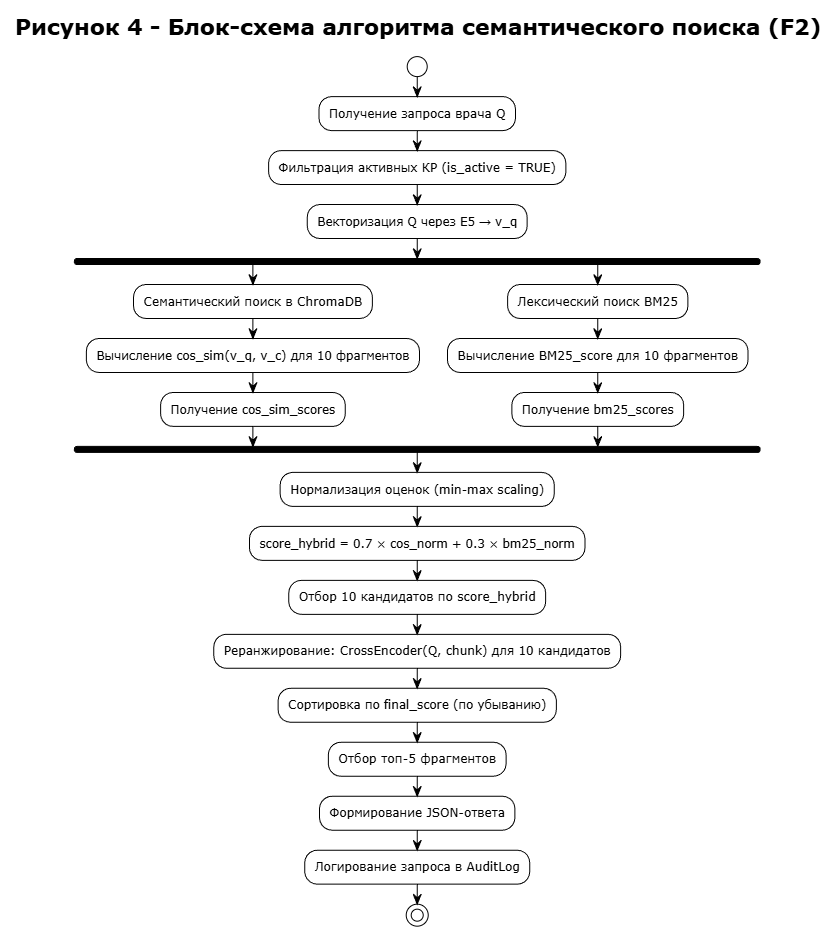 Рисунок 4 - Блок-схема алгоритма семантического поиска (F2)
Получение запроса врача Q
Фильтрация активных КР (is_active = TRUE)
Векторизация Q через E5 → v_q
Семантический поиск в ChromaDB
Вычисление cos_sim(v_q, v_c) для 10 фрагментов
Получение cos_sim_scores
Лексический поиск BM25
Вычисление BM25_score для 10 фрагментов
Получение bm25_scores
Нормализация оценок (min-max scaling)
score_hybrid = 0.7 × cos_norm + 0.3 × bm25_norm
Отбор 10 кандидатов по score_hybrid
Реранжирование: CrossEncoder(Q, chunk) для 10 кандидатов
Сортировка по final_score (по убыванию)
Отбор топ-5 фрагментов
Формирование JSON-ответа
Логирование запроса в AuditLog